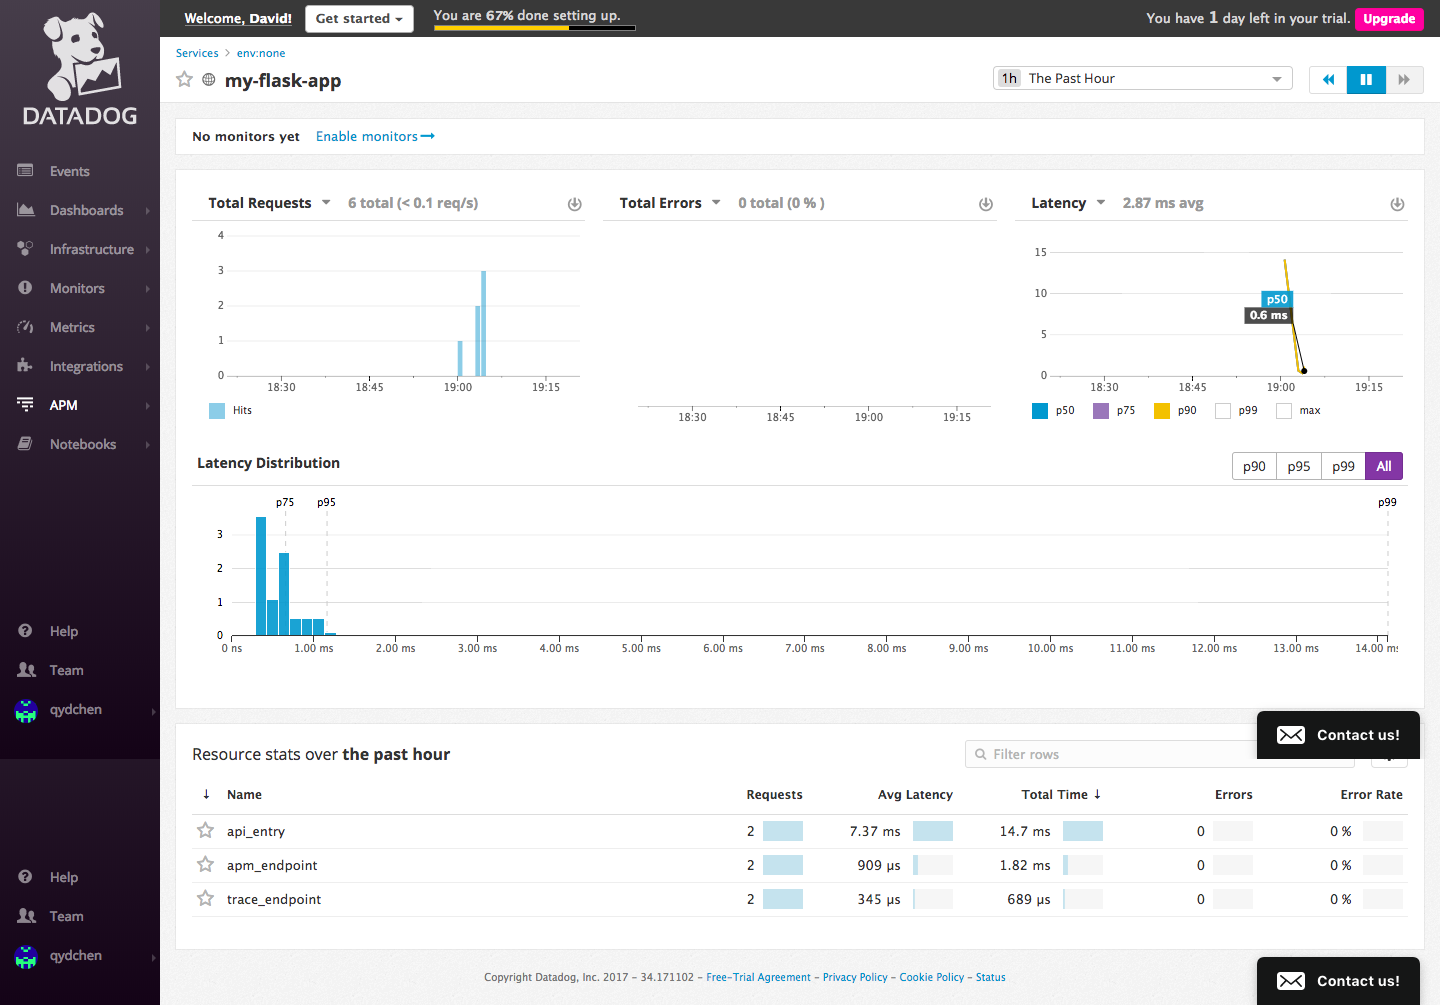 DATADOG
Events
Dashboards
Infrastructure
Monitors
Metrics
Integrations
APM
Notebooks
Help
Team
qydchen
Help
Team
qydchen
Welcome, David!
Get started
You are 67% done setting up.
You have 1 day left in your trial.
Upgrade
Services > env:none
my-flask-app
1h The Past Hour
No monitors yet Enable monitors
Total Requests 6 total (< 0.1 req/s)
4
3
2
1
0
18:30 18:45 19:00 19:15
Hits
Total Errors 0 total (0 % )
18:30 18:45 19:00 19:15
Latency 2.87 ms avg
15
10
5
0
p50
0.6 ms
18:30 18:45 19:00 19:15
p50 p75 p90 p99 max
Latency Distribution
p90 p95 p99 All
p75 p95 p99
3
2
1
0
0 ns 1.00 ms 2.00 ms 3.00 ms 4.00 ms 5.00 ms 6.00 ms 7.00 ms 8.00 ms 9.00 ms 10.00 ms 11.00 ms 12.00 ms 13.00 ms 14.00 ms
Resource stats over the past hour
Filter rows
Contact us!
Name Requests Avg Latency Total Time Errors Error Rate
api_entry 2 7.37 ms 14.7 ms 0 0 %
apm_endpoint 2 909 µs 1.82 ms 0 0 %
trace_endpoint 2 345 µs 689 µs 0 0 %
Copyright Datadog, Inc. 2017 - 34.171102 - Free-Trial Agreement - Privacy Policy - Cookie Policy - Status
Contact us!